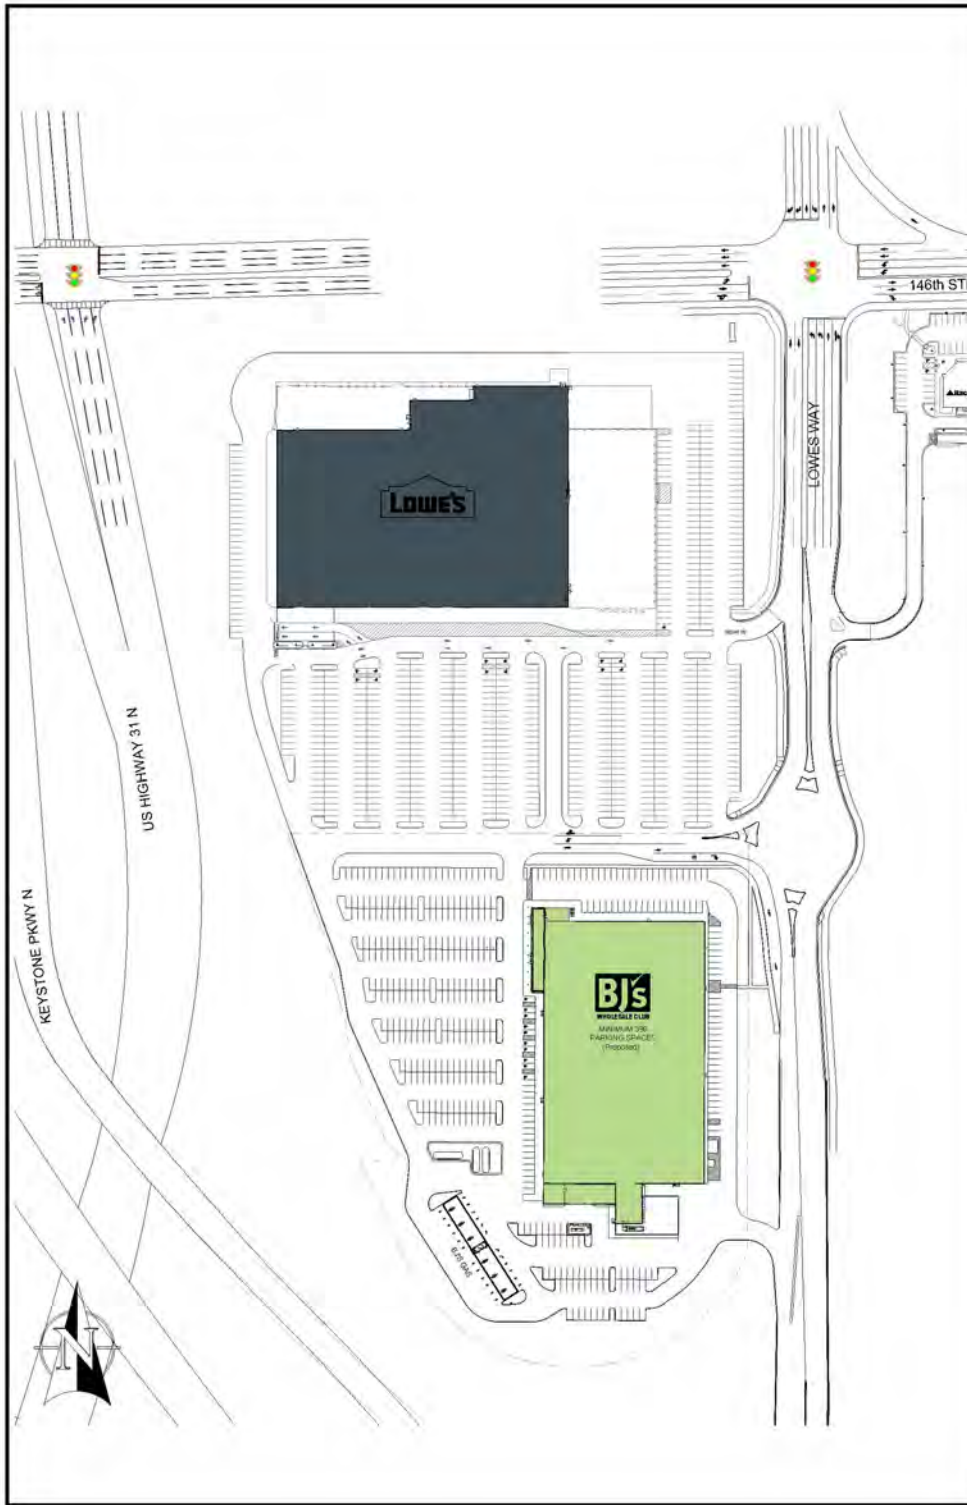 146th ST
LOWES WAY
LOWE'S
US HIGHWAY 31 N
KEYSTONE PKWY N
BJ's
WHOLESALE CLUB
MINIMUM 390
PARKING SPACES
(Proposed)
BJ'S GAS
N